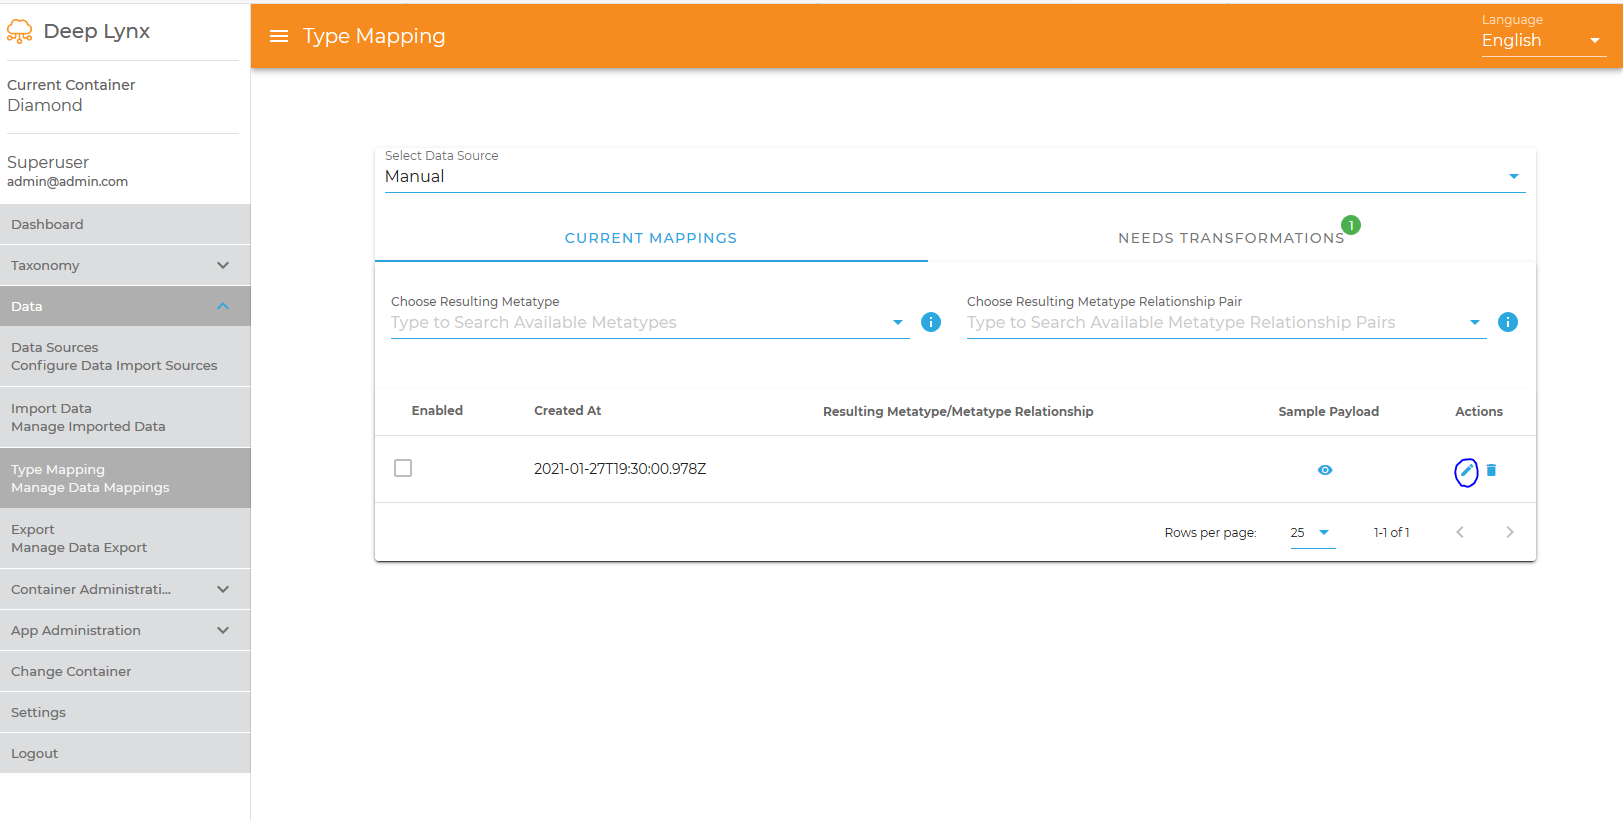 Deep Lynx
Type Mapping
Language
English
Current Container
Diamond
Superuser
admin@admin.com
Dashboard
Taxonomy
Data
Data Sources
Configure Data Import Sources
Import Data
Manage Imported Data
Type Mapping
Manage Data Mappings
Export
Manage Data Export
Container Administrati...
App Administration
Change Container
Settings
Logout
Select Data Source
Manual
CURRENT MAPPINGS
NEEDS TRANSFORMATIONS 1
Choose Resulting Metatype
Type to Search Available Metatypes
Choose Resulting Metatype Relationship Pair
Type to Search Available Metatype Relationship Pairs
Enabled Created At Resulting Metatype/Metatype Relationship Sample Payload Actions
2021-01-27T19:30:00.978Z
Rows per page: 25 1-1 of 1